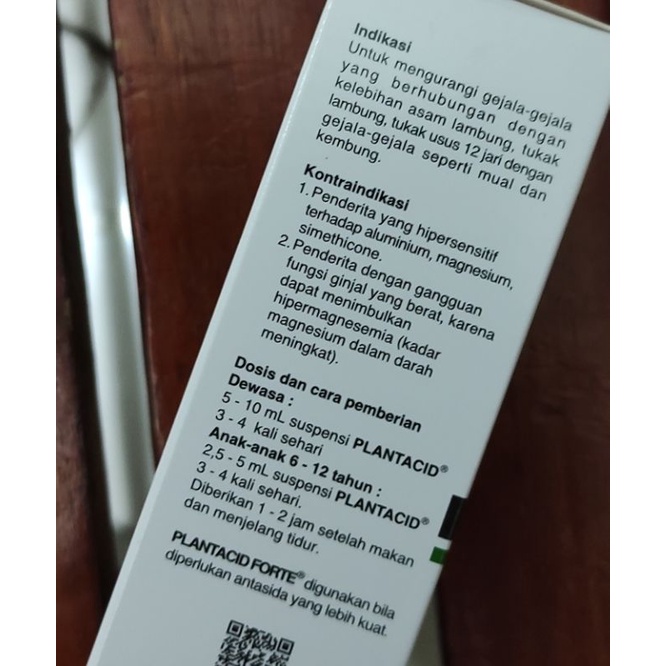 Indikasi
Untuk mengurangi gejala-gejala
yang berhubungan dengan
kelebihan asam lambung, tukak
lambung, tukak usus 12 jari dengan
gejala-gejala seperti mual dan
kembung.
Kontraindikasi
1. Penderita yang hipersensitif
terhadap aluminium, magnesium,
simethicone.
2. Penderita dengan gangguan
fungsi ginjal yang berat, karena
dapat menimbulkan
hipermagnesemia (kadar
magnesium dalam darah
meningkat).
Dosis dan cara pemberian
Dewasa :
5 - 10 mL suspensi PLANTACID®
3 - 4 kali sehari
Anak-anak 6 - 12 tahun :
2,5 - 5 mL suspensi PLANTACID®
3 - 4 kali sehari.
Diberikan 1 - 2 jam setelah makan
dan menjelang tidur.
PLANTACID FORTE® digunakan bila
diperlukan antasida yang lebih kuat.